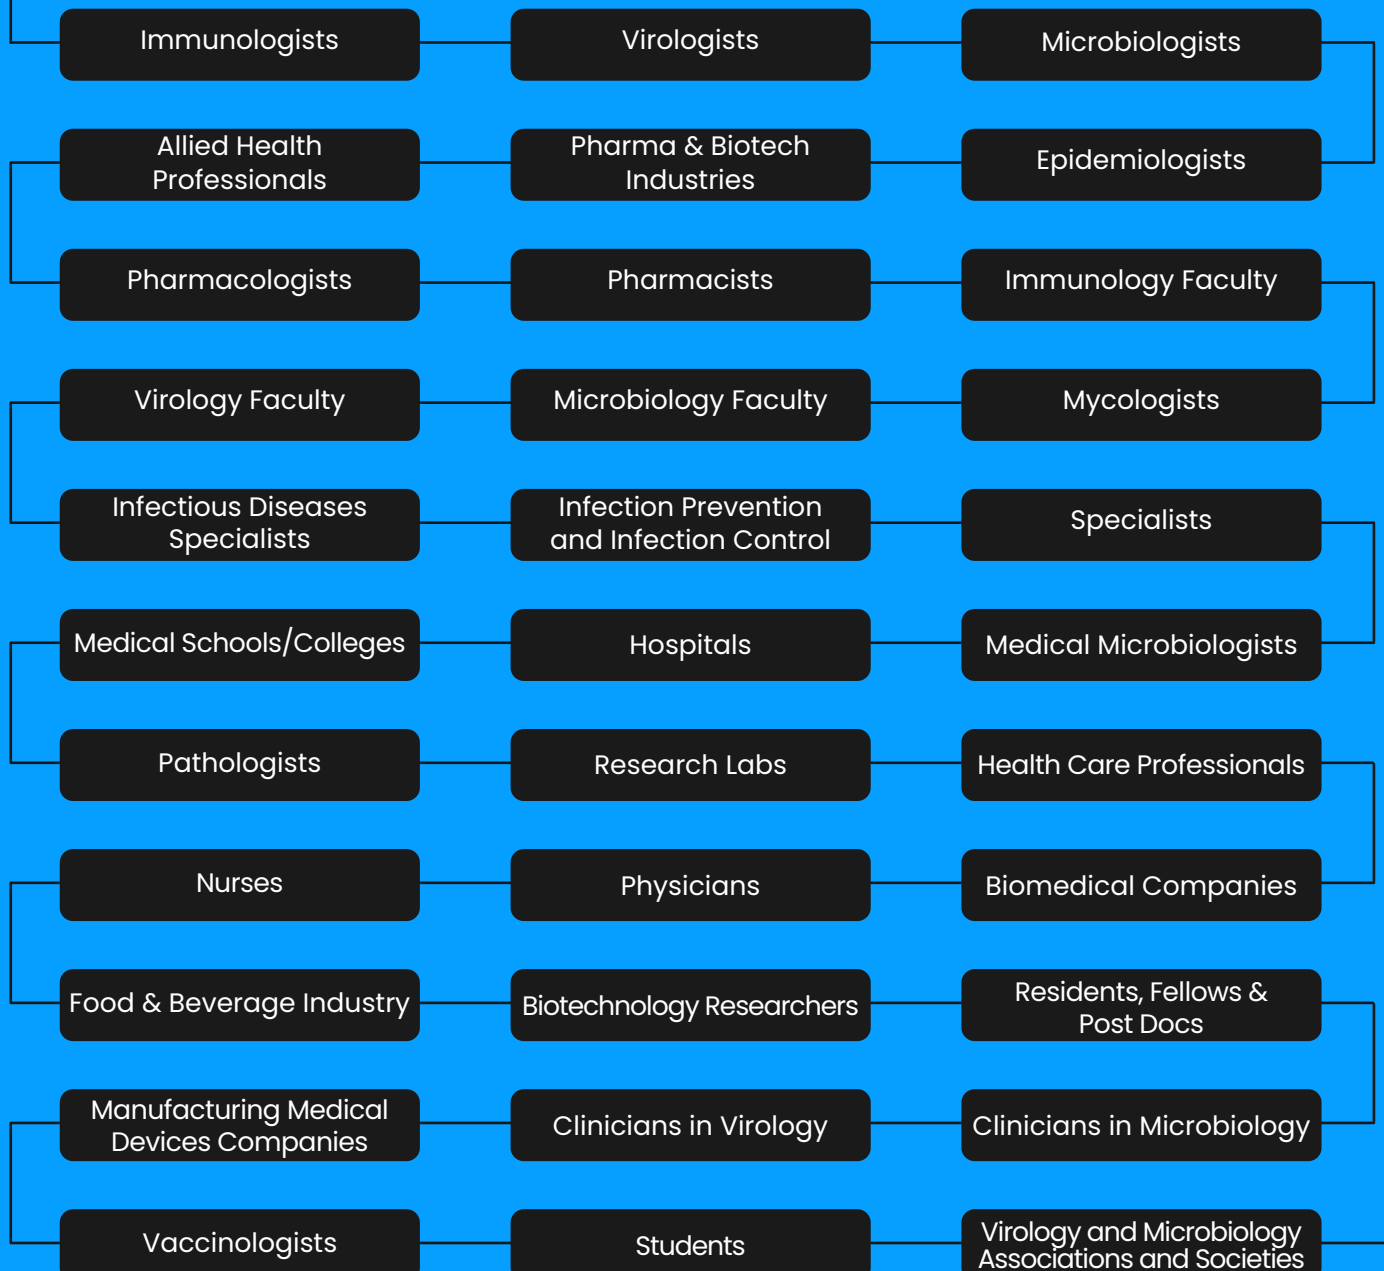 Immunologists
Virologists
Microbiologists
Allied Health
Professionals
Pharma & Biotech
Industries
Epidemiologists
Pharmacologists
Pharmacists
Immunology Faculty
Virology Faculty
Microbiology Faculty
Mycologists
Infectious Diseases
Specialists
Infection Prevention
and Infection Control
Specialists
Medical Schools/Colleges
Hospitals
Medical Microbiologists
Pathologists
Research Labs
Health Care Professionals
Nurses
Physicians
Biomedical Companies
Food & Beverage Industry
Biotechnology Researchers
Residents, Fellows &
Post Docs
Manufacturing Medical
Devices Companies
Clinicians in Virology
Clinicians in Microbiology
Vaccinologists
Students
Virology and Microbiology
Associations and Societies